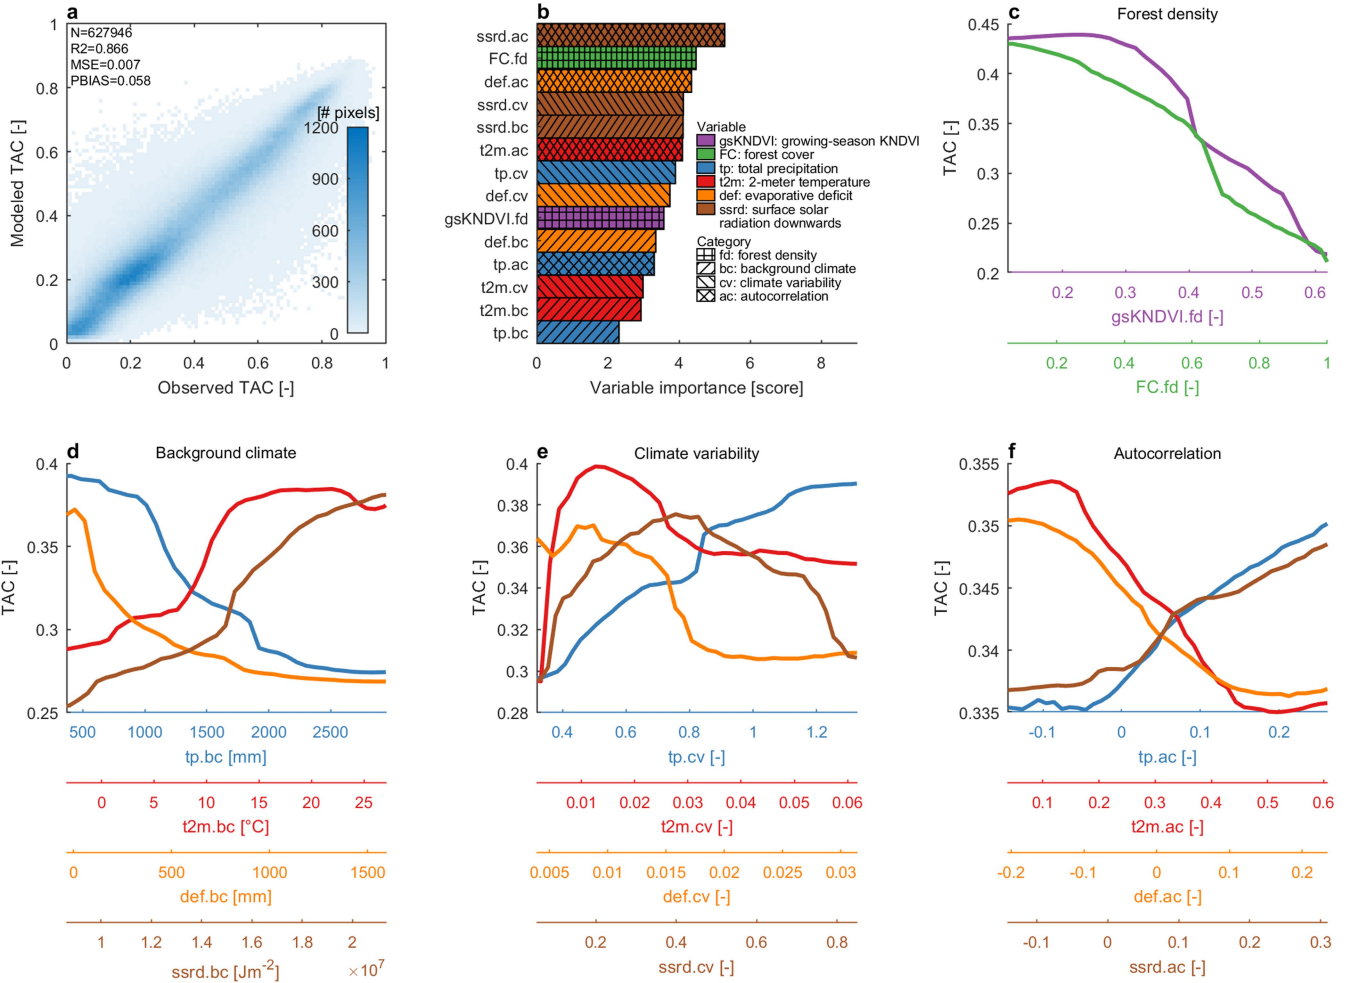 a
N=627946
R2=0.866
MSE=0.007
PBIAS=0.058
[# pixels]
1200
900
600
300
0
1
0.8
0.6
0.4
0.2
0
Modeled TAC [-]
0 0.2 0.4 0.6 0.8 1
Observed TAC [-]
b
ssrd.ac
FC.fd
def.ac
ssrd.cv
ssrd.bc
t2m.ac
tp.cv
def.cv
gsKNDVI.fd
def.bc
tp.ac
t2m.cv
t2m.bc
tp.bc
0 2 4 6 8
Variable importance [score]
Variable
gsKNDVI: growing-season KNDVI
FC: forest cover
tp: total precipitation
t2m: 2-meter temperature
def: evaporative deficit
ssrd: surface solar
radiation downwards
Category
fd: forest density
bc: background climate
cv: climate variability
ac: autocorrelation
c
Forest density
0.45
0.4
0.35
0.3
0.25
0.2
TAC [-]
0.2 0.3 0.4 0.5 0.6
gsKNDVI.fd [-]
0.2 0.4 0.6 0.8 1
FC.fd [-]
d
Background climate
0.4
0.35
0.3
0.25
TAC [-]
500 1000 1500 2000 2500
tp.bc [mm]
0 5 10 15 20 25
t2m.bc [°C]
0 500 1000 1500
def.bc [mm]
1 1.2 1.4 1.6 1.8 2
ssrd.bc [Jm⁻²] ×10⁷
e
Climate variability
0.4
0.38
0.36
0.34
0.32
0.3
0.28
TAC [-]
0.4 0.6 0.8 1 1.2
tp.cv [-]
0.01 0.02 0.03 0.04 0.05 0.06
t2m.cv [-]
0.005 0.01 0.015 0.02 0.025 0.03
def.cv [-]
0.2 0.4 0.6 0.8
ssrd.cv [-]
f
Autocorrelation
0.355
0.35
0.345
0.34
0.335
TAC [-]
-0.1 0 0.1 0.2
tp.ac [-]
0.1 0.2 0.3 0.4 0.5 0.6
t2m.ac [-]
-0.2 -0.1 0 0.1 0.2
def.ac [-]
-0.1 0 0.1 0.2 0.3
ssrd.ac [-]